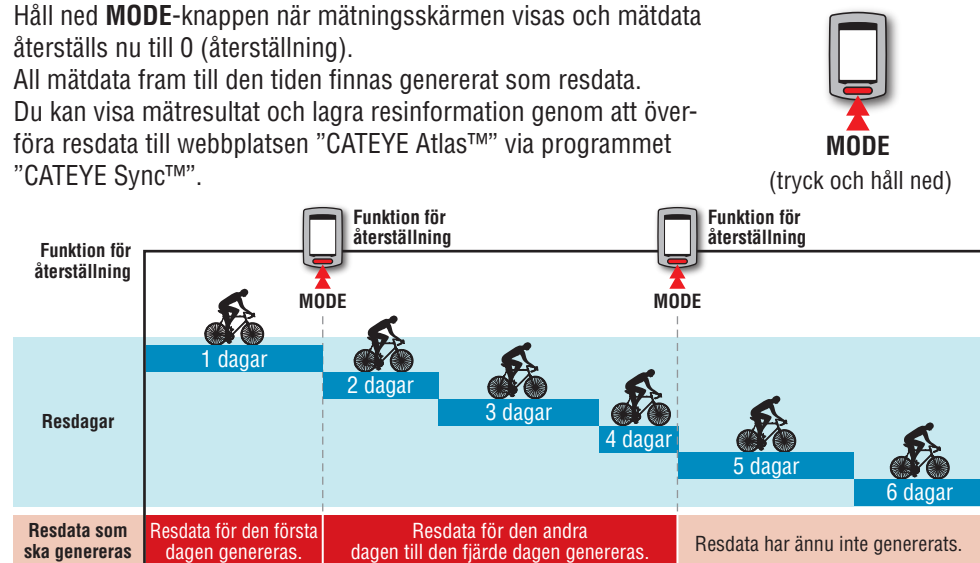 Håll ned MODE-knappen när mätningsskärmen visas och mätdata
återställs nu till 0 (återställning).
All mätdata fram till den tiden finnas genererat som resdata.
Du kan visa mätresultat och lagra resinformation genom att över-
föra resdata till webbplatsen ”CATEYE Atlas™” via programmet
”CATEYE Sync™”.
MODE
(tryck och håll ned)
Funktion för
återställning
Funktion för
återställning
Funktion för
återställning
MODE
MODE
Resdagar
1 dagar
2 dagar
3 dagar
4 dagar
5 dagar
6 dagar
Resdata som
ska genereras
Resdata för den första
dagen genereras.
Resdata för den andra
dagen till den fjärde dagen genereras.
Resdata har ännu inte genererats.